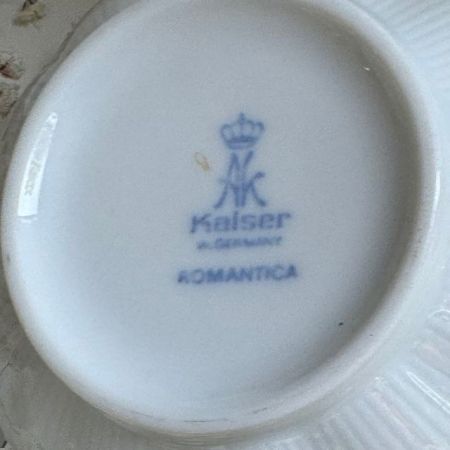 AK
Kaiser
W. GERMANY
ROMANTICA